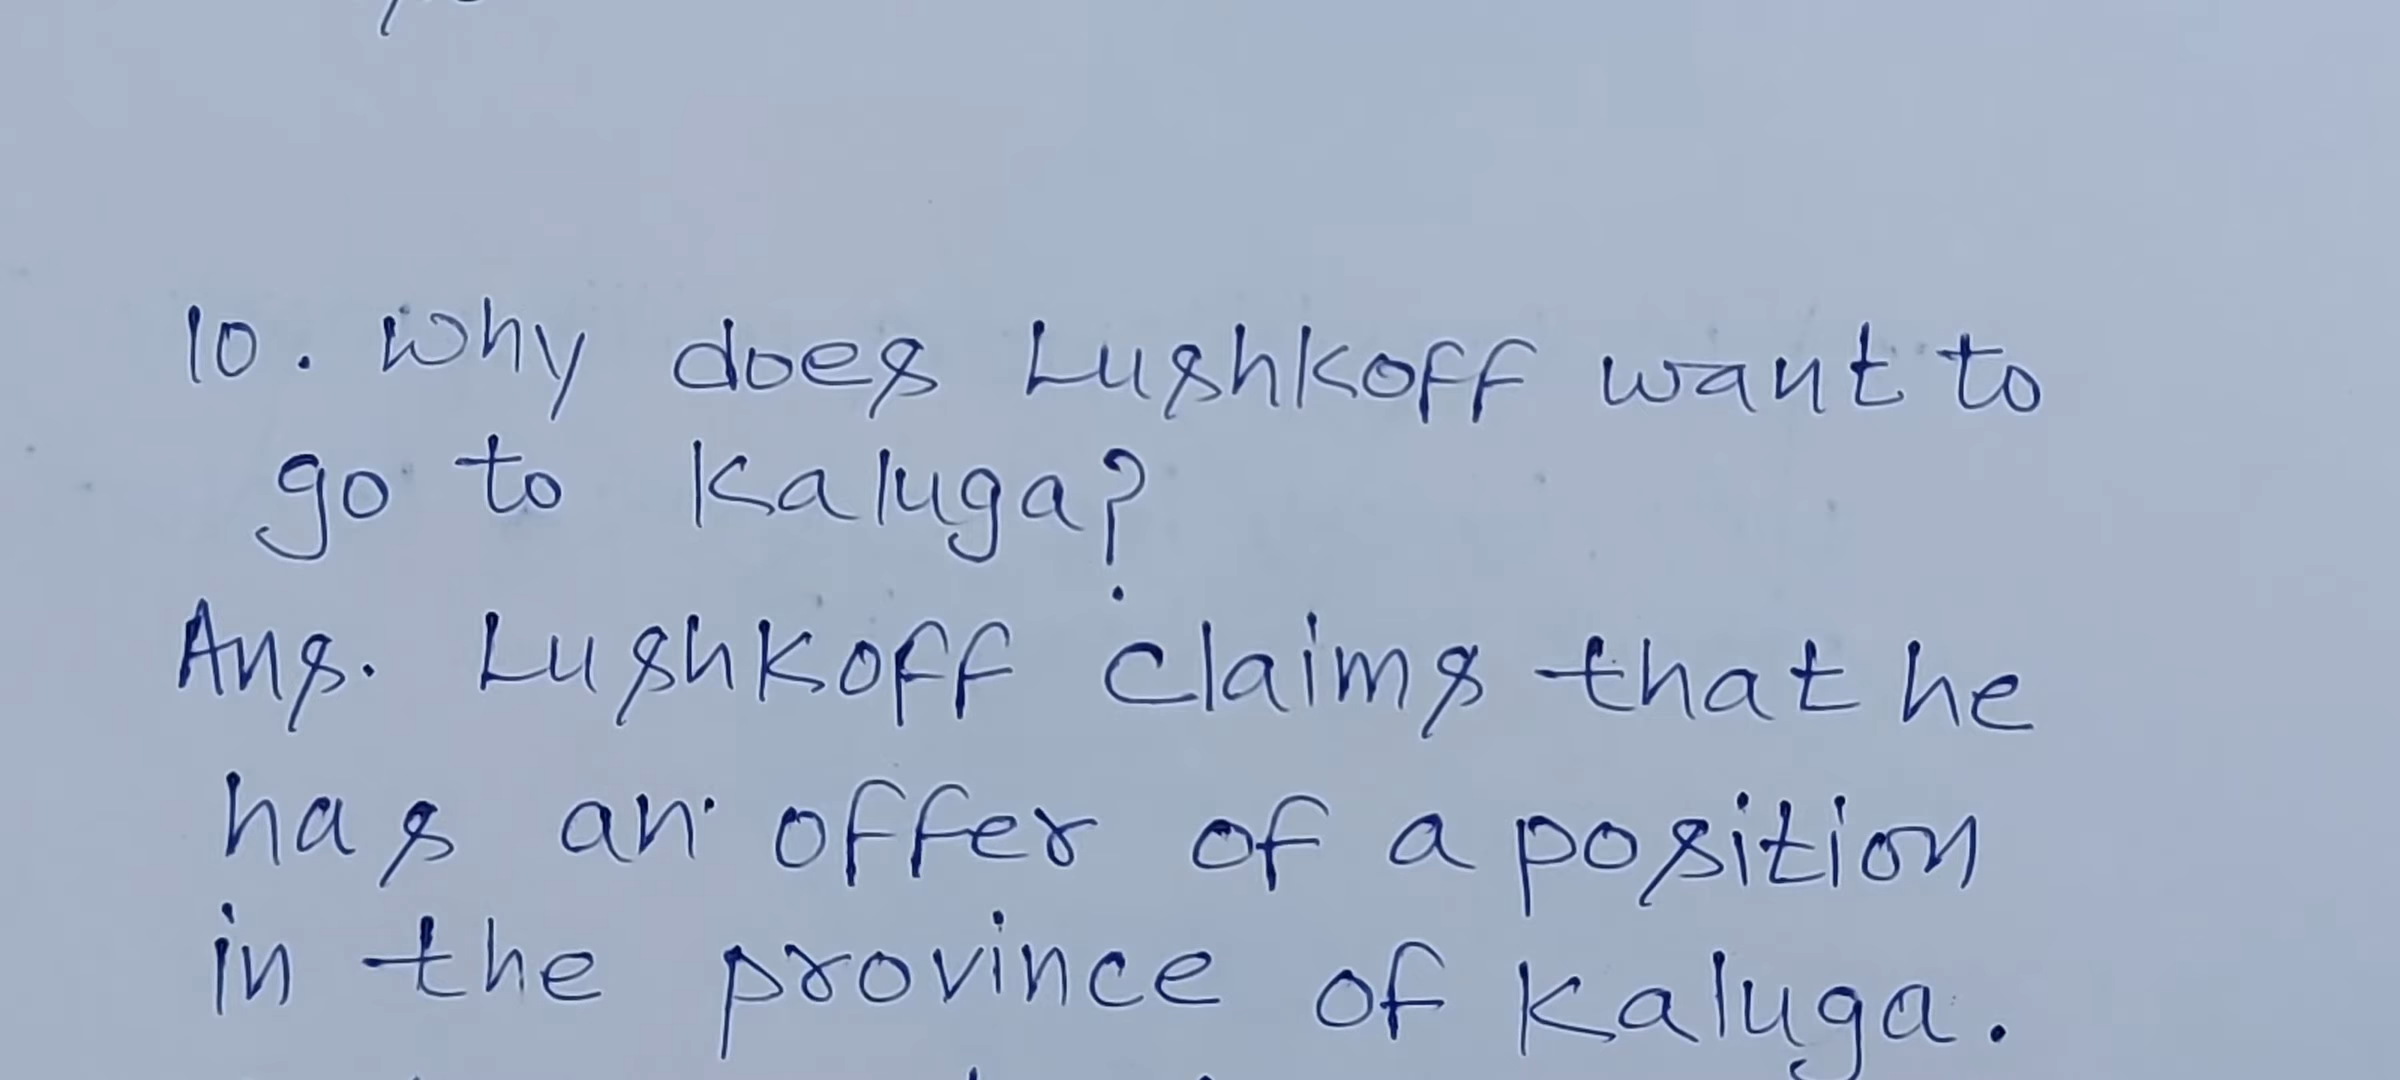 10. Why does Lushkoff want to
go to Kaluga?
Ans. Lushkoff claims that he
has an offer of a position
in the province of Kaluga.